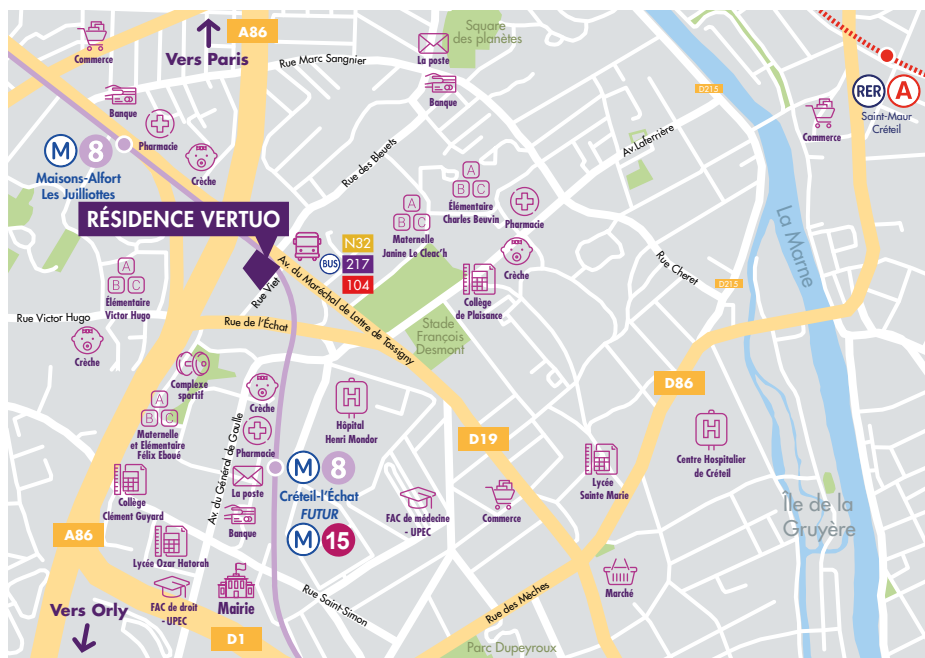 A86
Vers Paris
Square
des planètes
Commerce
La poste
Rue Marc Sangnier
Banque
Banque
D215
RER A
Saint-Maur
Créteil
Commerce
Pharmacie
M 8
Maisons-Alfort
Les Juilliottes
Crèche
Rue des Bleuets
Av. Laferrière
A
B C
Élémentaire
Charles Beuvin
A
B C
Maternelle
Janine Le Cleac'h
Pharmacie
RÉSIDENCE VERTUO
N32
BUS 217
104
Crèche
La Marne
Rue Cheret
D215
A
B C
Élémentaire
Victor Hugo
Rue Viet
Av. du Maréchal de Lattre de Tassigny
Collège
de Plaisance
Rue Victor Hugo
Rue de l'Échat
Stade
François
Desmont
Crèche
Complexe
sportif
Crèche
D86
A
B C
Maternelle
et Elémentaire
Félix Eboué
H
Hôpital
Henri Mondor
Av. du Général de Gaulle
Pharmacie
D19
H
Centre Hospitalier
de Créteil
M 8
Créteil-l'Échat
FUTUR
M 15
La poste
Lycée
Sainte Marie
Collège
Clément Guyard
Banque
FAC de médecine
- UPEC
Commerce
Île de la
Gruyère
A86
Lycée Ozar Hatorah
Mairie
FAC de droit
- UPEC
Rue Saint-Simon
Rue des Mèches
Marché
Vers Orly
D1
Parc Dupeyroux